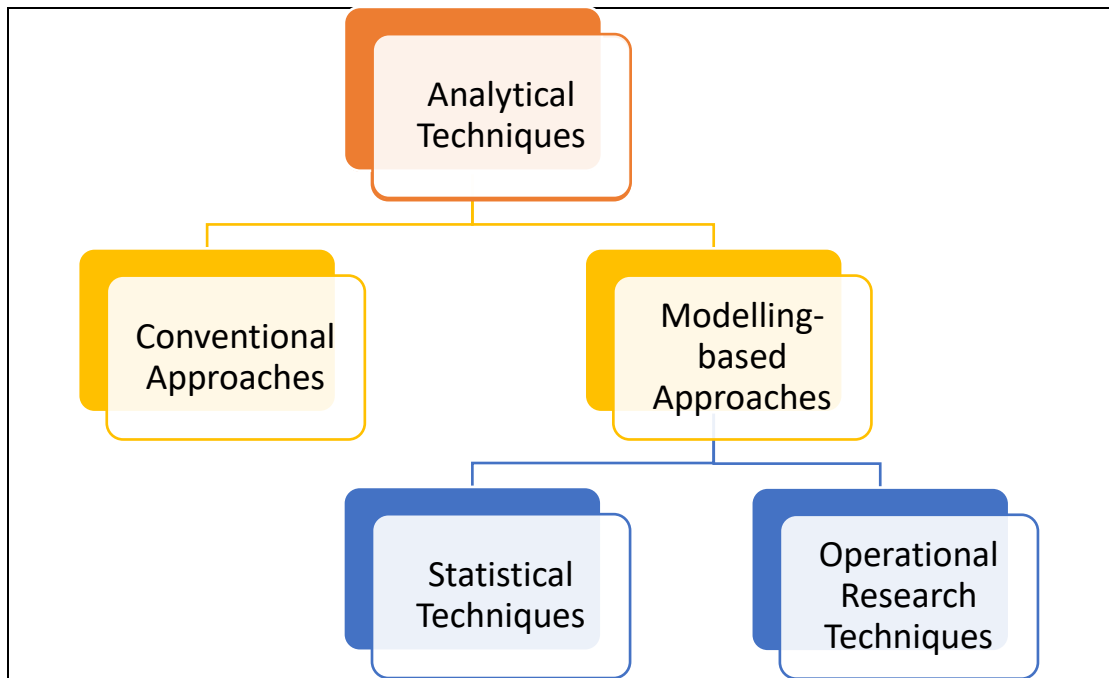 Analytical
Techniques
Conventional
Approaches
Modelling-
based
Approaches
Statistical
Techniques
Operational
Research
Techniques